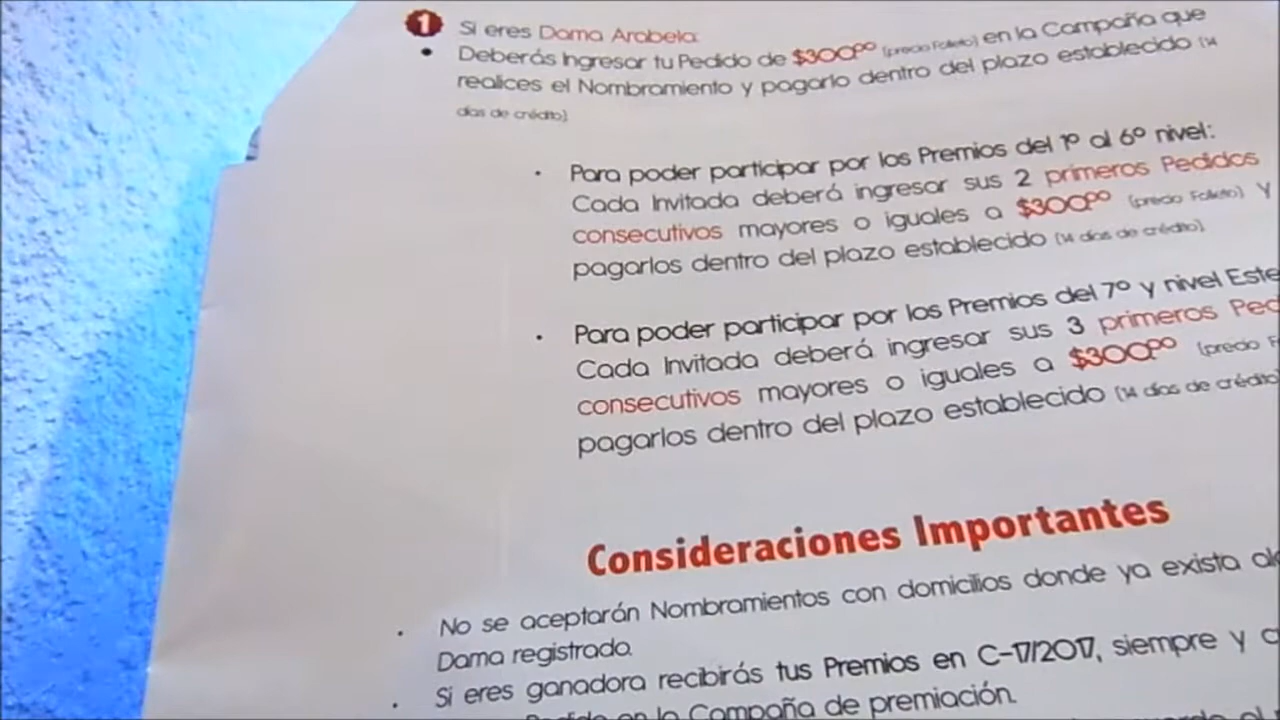 1 Si eres Dama Arabela:
• Deberás Ingresar tu Pedido de $300⁰⁰ (precio Folleto) en la Campaña que
realices el Nombramiento y pagarlo dentro del plazo establecido (14
días de crédito)
• Para poder participar por los Premios del 1º al 6º nivel:
Cada Invitada deberá ingresar sus 2 primeros Pedidos
consecutivos mayores o iguales a $300⁰⁰ (precio Folleto) y
pagarlos dentro del plazo establecido (14 días de crédito).
• Para poder participar por los Premios del 7º y nivel Este
Cada Invitada deberá ingresar sus 3 primeros Ped
consecutivos mayores o iguales a $300⁰⁰ (precio F
pagarlos dentro del plazo establecido (14 días de crédito)
Consideraciones Importantes
• No se aceptarán Nombramientos con domicilios donde ya exista
Dama registrada.
• Si eres ganadora recibirás tus Premios en C-17/2017, siempre y c
en la Campaña de premiación.